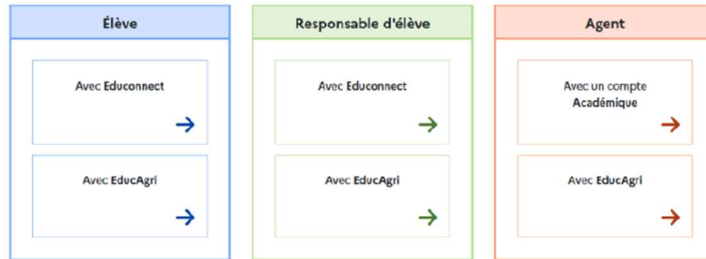 Élève
Avec Educonnect
Avec EducAgri
Responsable d'élève
Avec Educonnect
Avec EducAgri
Agent
Avec un compte
Académique
Avec EducAgri